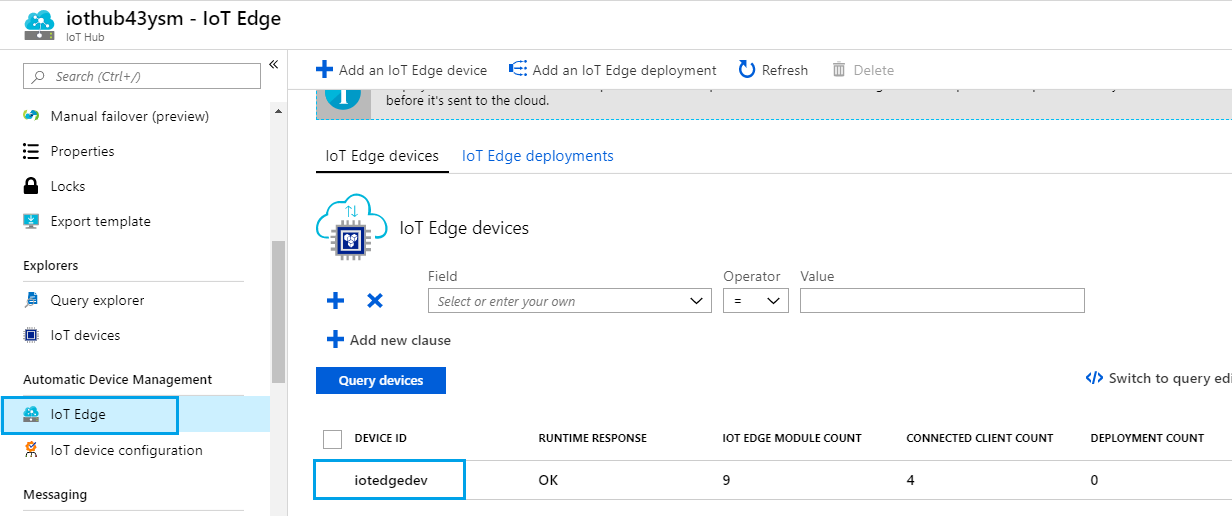 iothub43ysm - IoT Edge
IoT Hub
Search (Ctrl+/)
«
Manual failover (preview)
Properties
Locks
Export template
Explorers
Query explorer
IoT devices
Automatic Device Management
IoT Edge
IoT device configuration
Messaging
Add an IoT Edge device
Add an IoT Edge deployment
Refresh
Delete
before it's sent to the cloud.
IoT Edge devices
IoT Edge deployments
IoT Edge devices
Field
Operator
Value
Select or enter your own
=
Add new clause
Query devices
</> Switch to query edi
DEVICE ID RUNTIME RESPONSE IOT EDGE MODULE COUNT CONNECTED CLIENT COUNT DEPLOYMENT COUNT
iotedgedev OK 9 4 0